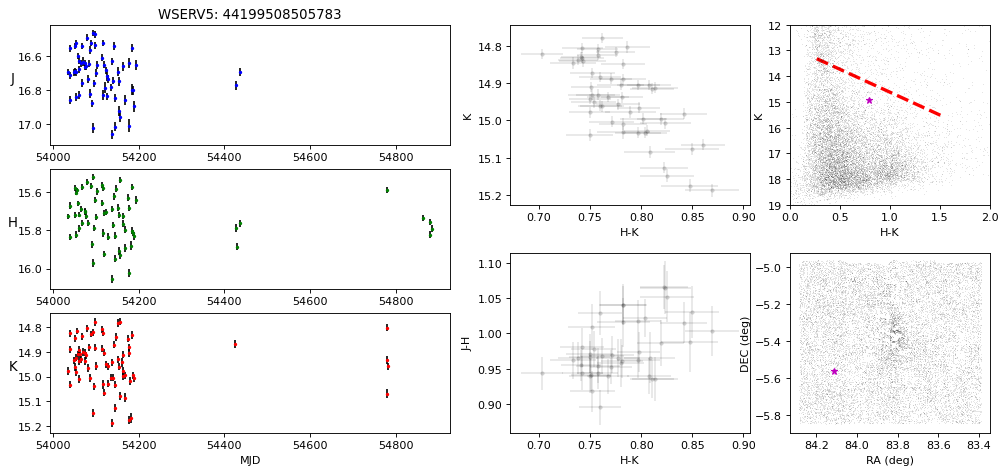 WSERV5: 44199508505783
J
16.6
16.8
17.0
54000 54200 54400 54600 54800
H
15.6
15.8
16.0
54000 54200 54400 54600 54800
K
14.8
14.9
15.0
15.1
15.2
54000 54200 54400 54600 54800
MJD
K
14.8
14.9
15.0
15.1
15.2
0.70 0.75 0.80 0.85 0.90
H-K
J-H
1.10
1.05
1.00
0.95
0.90
0.70 0.75 0.80 0.85 0.90
H-K
K
12
13
14
15
16
17
18
19
0.0 0.5 1.0 1.5 2.0
H-K
DEC (deg)
−5.0
−5.2
−5.4
−5.6
−5.8
84.2 84.0 83.8 83.6 83.4
RA (deg)